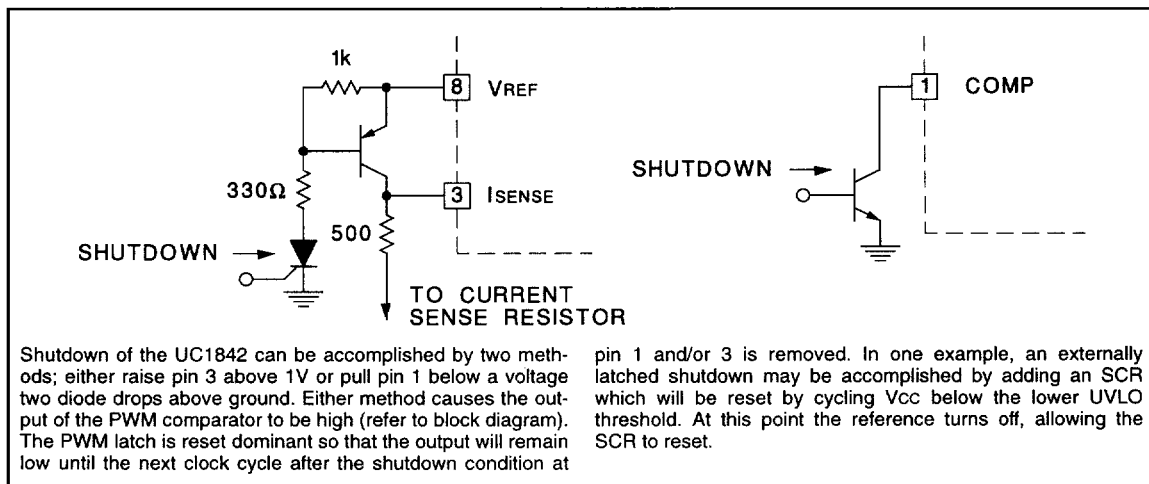 1k
8 VREF
1 COMP
SHUTDOWN
330Ω
3 ISENSE
500
SHUTDOWN
TO CURRENT
SENSE RESISTOR
Shutdown of the UC1842 can be accomplished by two meth-
ods; either raise pin 3 above 1V or pull pin 1 below a voltage
two diode drops above ground. Either method causes the out-
put of the PWM comparator to be high (refer to block diagram).
The PWM latch is reset dominant so that the output will remain
low until the next clock cycle after the shutdown condition at
pin 1 and/or 3 is removed. In one example, an externally
latched shutdown may be accomplished by adding an SCR
which will be reset by cycling VCC below the lower UVLO
threshold. At this point the reference turns off, allowing the
SCR to reset.